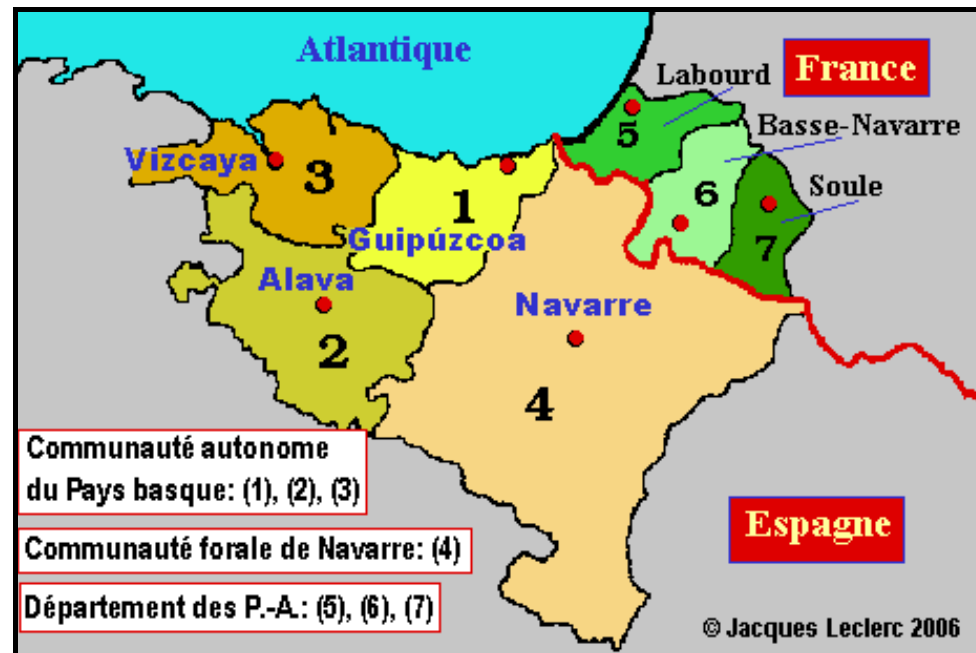 Atlantique
France
Labourd
Basse-Navarre
Soule
5
6
7
Vizcaya
3
1
Guipúzcoa
Alava
2
Navarre
4
Communauté autonome
du Pays basque: (1), (2), (3)
Communauté forale de Navarre: (4)
Département des P.-A.: (5), (6), (7)
Espagne
© Jacques Leclerc 2006